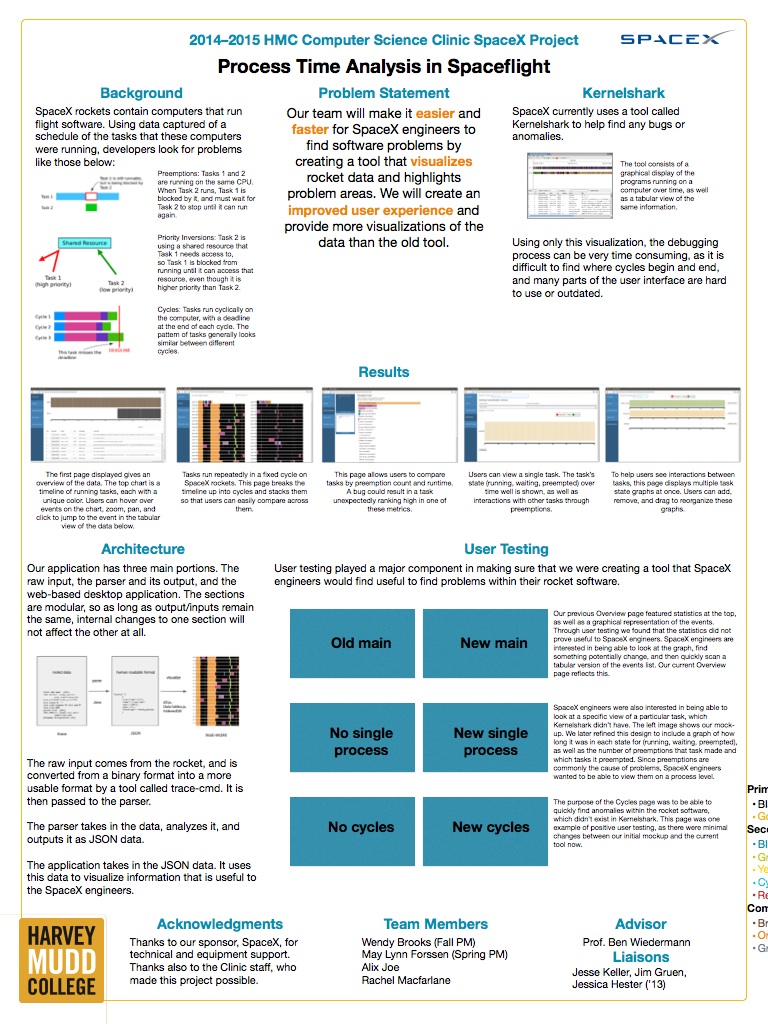 2014–2015 HMC Computer Science Clinic SpaceX Project
SPACEX
Process Time Analysis in Spaceflight
Background
SpaceX rockets contain computers that run
flight software. Using data captured of a
schedule of the tasks that these computers
were running, developers look for problems
like those below:
Task 1
Task 2
Preemptions: Tasks 1 and 2
are running on the same CPU.
When Task 2 runs, Task 1 is
blocked by it, and must wait for
Task 2 to stop until it can run
again.
Shared Resource
Task 1
(high priority)
Task 2
(low priority)
Priority Inversions: Task 2 is
using a shared resource that
Task 1 needs access to,
so Task 1 is blocked from
running until it can access that
resource, even though it is
higher priority than Task 2.
Cycle 1
Cycle 2
Cycle 3
This task misses the
deadline
Cycles: Tasks run cyclically on
the computer, with a deadline
at the end of each cycle. The
pattern of tasks generally looks
similar between different
cycles.
Problem Statement
Our team will make it easier and
faster for SpaceX engineers to
find software problems by
creating a tool that visualizes
rocket data and highlights
problem areas. We will create an
improved user experience and
provide more visualizations of the
data than the old tool.
Kernelshark
SpaceX currently uses a tool called
Kernelshark to help find any bugs or
anomalies.
The tool consists of a
graphical display of the
programs running on a
computer over time, as well
as a tabular view of the
same information.
Using only this visualization, the debugging
process can be very time consuming, as it is
difficult to find where cycles begin and end,
and many parts of the user interface are hard
to use or outdated.
Results
The first page displayed gives an
overview of the data. The top chart is a
timeline of running tasks, each with a
unique color. Users can hover over
events on the chart, zoom, pan, and
click to jump to the event in the tabular
view of the data below.
Tasks run repeatedly in a fixed cycle on
SpaceX rockets. This page breaks the
timeline up into cycles and stacks them
so that users can easily compare across
them.
This page allows users to compare
tasks by preemption count and runtime.
A bug could result in a task
unexpectedly ranking high in one of
these metrics.
Users can view a single task. The task's
state (running, waiting, preempted) over
time well is shown, as well as
interactions with other tasks through
preemptions.
To help users see interactions between
tasks, this page displays multiple task
state graphs at once. Users can add,
remove, and drag to reorganize these
graphs.
Architecture
Our application has three main portions. The
raw input, the parser and its output, and the
web-based desktop application. The sections
are modular, so as long as output/inputs remain
the same, internal changes to one section will
not affect the other at all.
human readable format
parse
visualize
Java
JSON
The raw input comes from the rocket, and is
converted from a binary format into a more
usable format by a tool called trace-cmd. It is
then passed to the parser.
The parser takes in the data, analyzes it, and
outputs it as JSON data.
The application takes in the JSON data. It uses
this data to visualize information that is useful to
the SpaceX engineers.
User Testing
User testing played a major component in making sure that we were creating a tool that SpaceX
engineers would find useful to find problems within their rocket software.
Old main
New main
Our previous Overview page featured statistics at the top,
as well as a graphical representation of the events.
Through user testing we found that the statistics did not
prove useful to SpaceX engineers. SpaceX engineers are
interested in being able to look at the graph, find
something potentially change, and then quickly scan a
tabular version of the events list. Our current Overview
page reflects this.
No single
process
New single
process
SpaceX engineers were also interested in being able to
look at a specific view of a particular task, which
Kernelshark didn't have. The left image shows our mock-
up. We later refined this design to include a graph of how
long it was in each state for (running, waiting, preempted),
as well as the number of preemptions that task made and
which tasks it preempted. Since preemptions are
commonly the cause of problems, SpaceX engineers
wanted to be able to view them on a process level.
No cycles
New cycles
The purpose of the Cycles page was to be able to
quickly find anomalies within the rocket software,
which didn't exist in Kernelshark. This page was one
example of positive user testing, as there were minimal
changes between our initial mockup and the current
tool now.
Prim
• Bl
• Go
Seco
• Bl
• Gr
• Ye
• Cy
• Re
Com
• Br
• Or
• Gr
HARVEY
MUDD
COLLEGE
Acknowledgments
Thanks to our sponsor, SpaceX, for
technical and equipment support.
Thanks also to the Clinic staff, who
made this project possible.
Team Members
Wendy Brooks (Fall PM)
May Lynn Forssen (Spring PM)
Alix Joe
Rachel Macfarlane
Advisor
Prof. Ben Wiedermann
Liaisons
Jesse Keller, Jim Gruen,
Jessica Hester ('13)